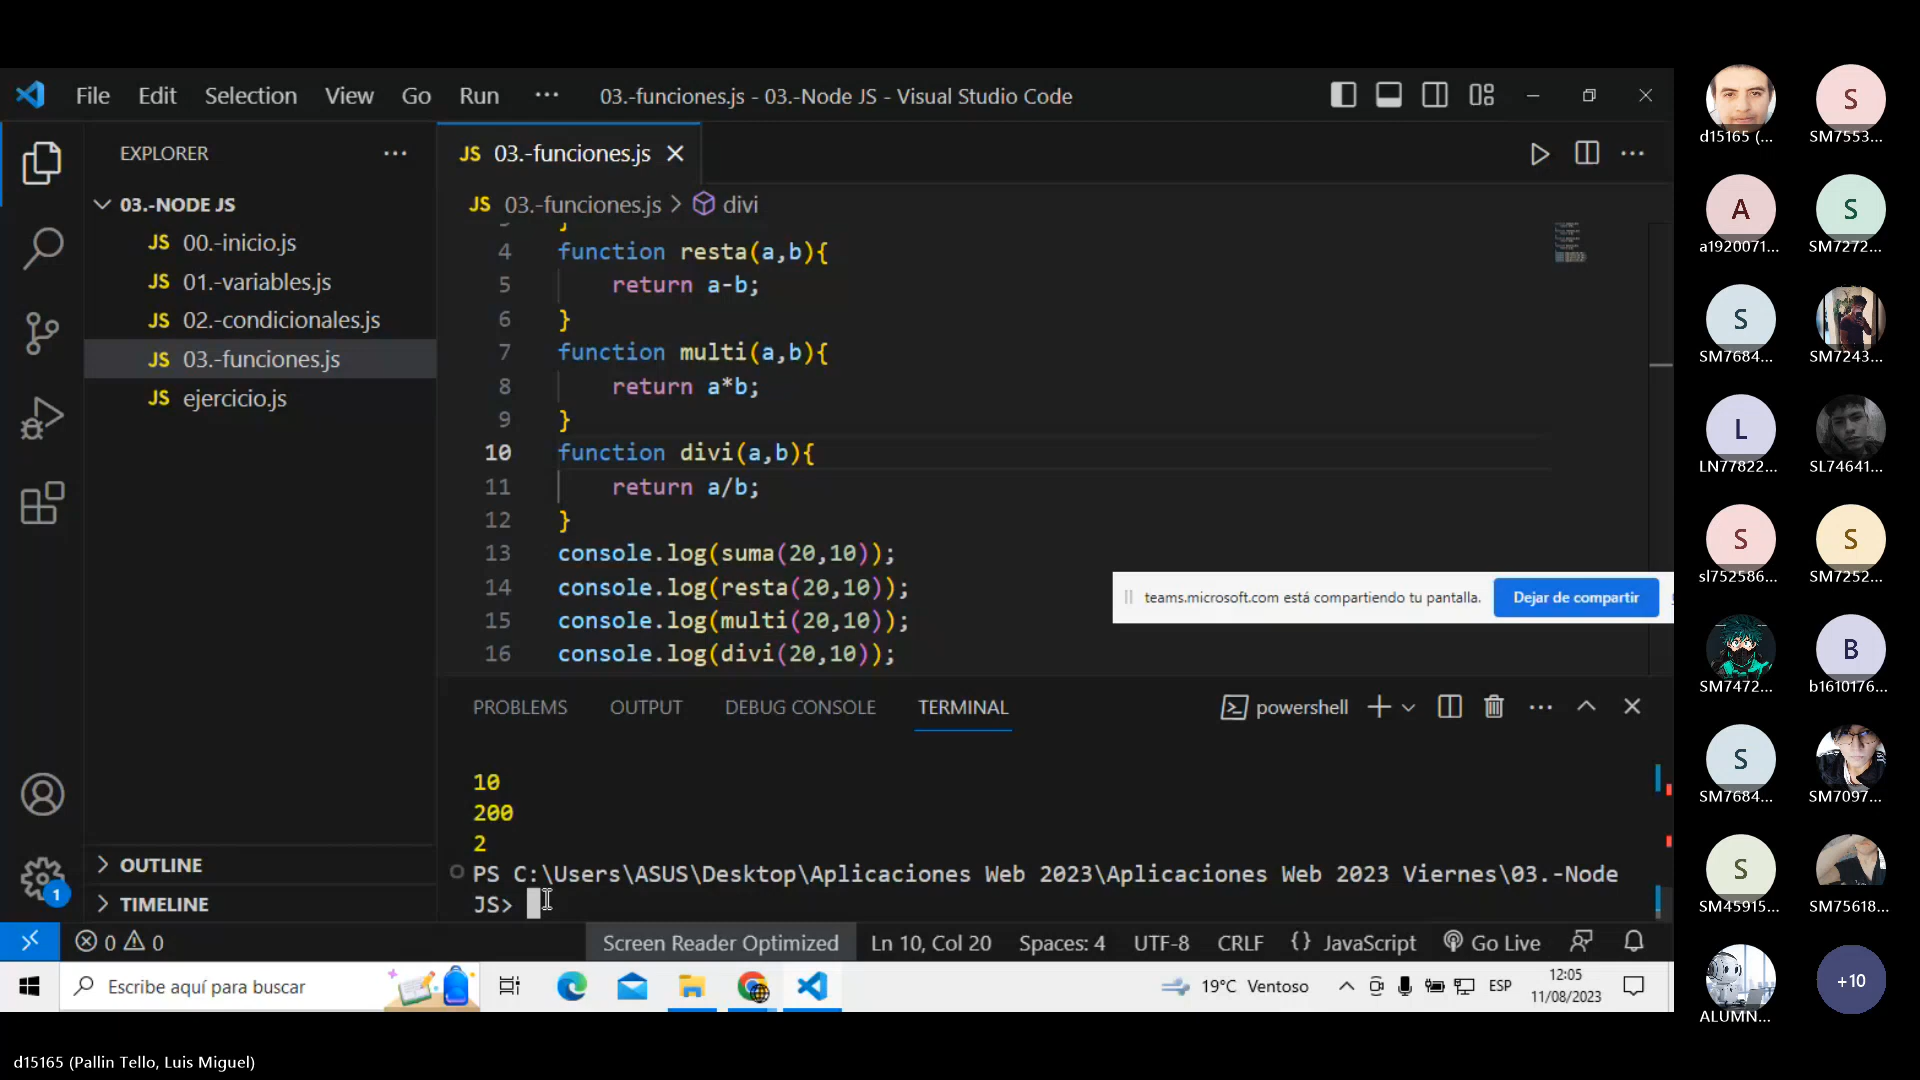 File Edit Selection View Go Run ··· 03.-funciones.js - 03.-Node JS - Visual Studio Code
EXPLORER ···
03.-NODE JS
JS 00.-inicio.js
JS 01.-variables.js
JS 02.-condicionales.js
JS 03.-funciones.js
JS ejercicio.js
OUTLINE
TIMELINE
1
JS 03.-funciones.js
JS 03.-funciones.js > divi
4 function resta(a,b){
5 return a-b;
6 }
7 function multi(a,b){
8 return a*b;
9 }
10 function divi(a,b){
11 return a/b;
12 }
13 console.log(suma(20,10));
14 console.log(resta(20,10));
15 console.log(multi(20,10));
16 console.log(divi(20,10));
teams.microsoft.com está compartiendo tu pantalla. Dejar de compartir
PROBLEMS OUTPUT DEBUG CONSOLE TERMINAL powershell
10
200
2
PS C:\Users\ASUS\Desktop\Aplicaciones Web 2023\Aplicaciones Web 2023 Viernes\03.-Node
JS>
0 0 Screen Reader Optimized Ln 10, Col 20 Spaces: 4 UTF-8 CRLF {} JavaScript Go Live
Escribe aquí para buscar 19°C Ventoso ESP 12:05
11/08/2023
d15165 (Pallin Tello, Luis Miguel)
S
d15165 (... SM7553...
A S
a1920071... SM7272...
S
SM7684... SM7243...
L
LN77822... SL74641...
S S
sl752586... SM7252...
B
SM7472... b1610176...
S
SM7684... SM7097...
S
SM45915... SM75618...
+10
ALUMN...